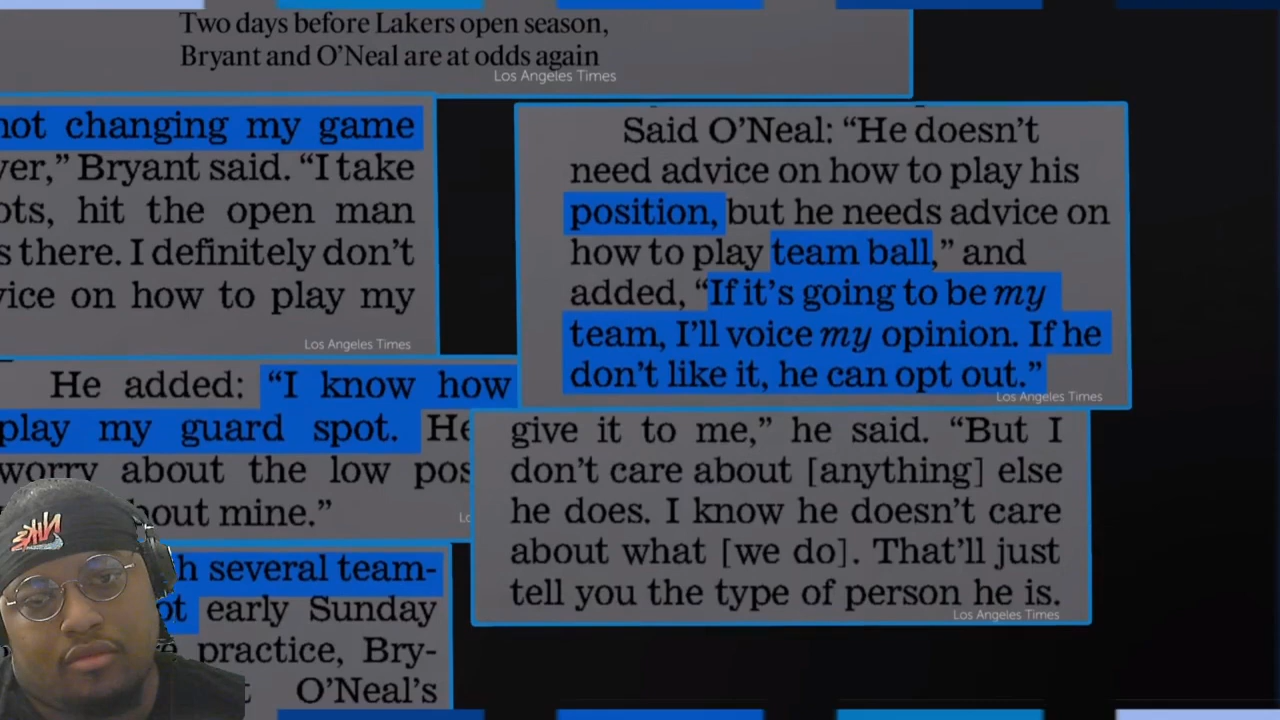 Two days before Lakers open season,
Bryant and O'Neal are at odds again
Los Angeles Times
not changing my game
ver,” Bryant said. “I take
ots, hit the open man
s there. I definitely don’t
vice on how to play my
Los Angeles Times
He added: “I know how
play my guard spot. He
worry about the low pos
out mine.”
h several team-
ot early Sunday
practice, Bry-
O’Neal’s
Said O’Neal: “He doesn’t
need advice on how to play his
position, but he needs advice on
how to play team ball,” and
added, “If it’s going to be my
team, I’ll voice my opinion. If he
don’t like it, he can opt out.”
Los Angeles Times
give it to me,” he said. “But I
don’t care about [anything] else
he does. I know he doesn’t care
about what [we do]. That’ll just
tell you the type of person he is.
Los Angeles Times